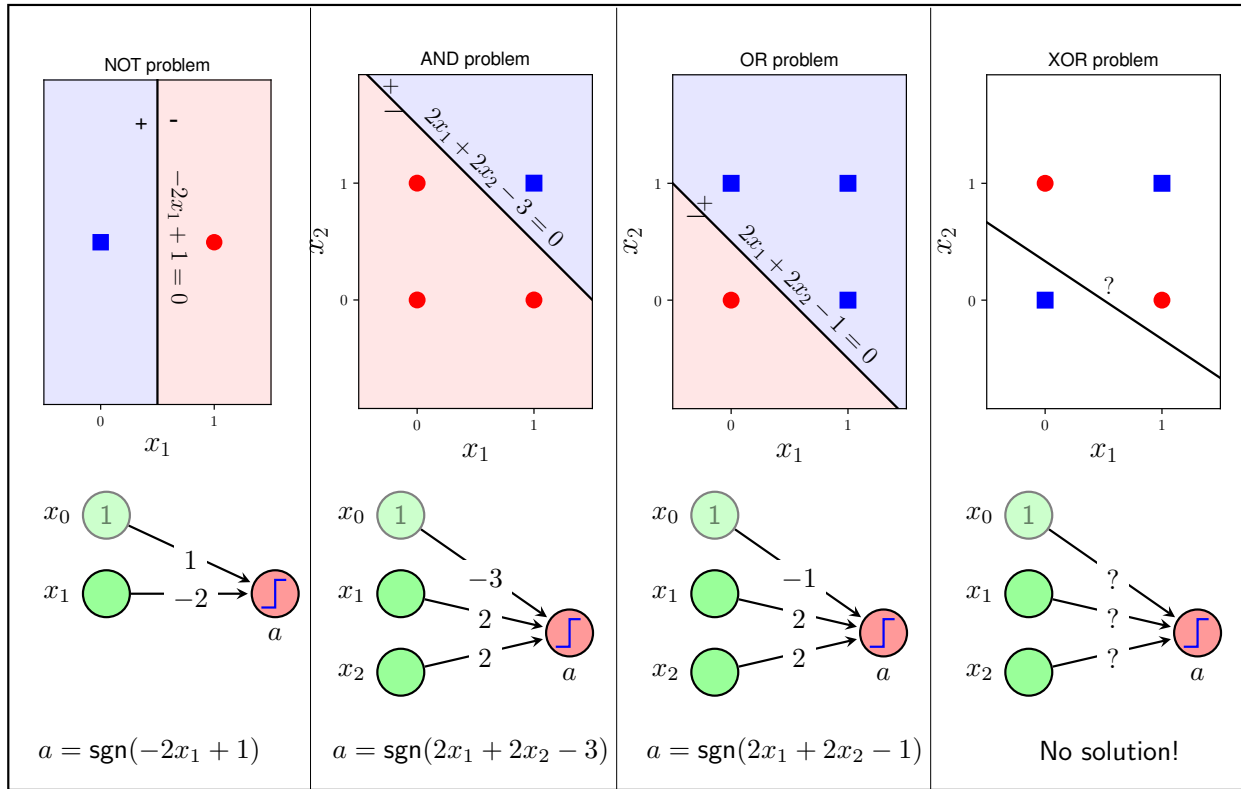 NOT problem
+ -
−2x₁ + 1 = 0
0 1
x₁
x₀ 1
1
x₁ −2
a
a = sgn(−2x₁ + 1)
AND problem
+
−
2x₁ + 2x₂ − 3 = 0
1
x₂
0
0 1
x₁
x₀ 1
−3
x₁ 2
x₂ 2
a
a = sgn(2x₁ + 2x₂ − 3)
OR problem
1
+
−
2x₁ + 2x₂ − 1 = 0
x₂
0
0 1
x₁
x₀ 1
−1
x₁ 2
x₂ 2
a
a = sgn(2x₁ + 2x₂ − 1)
XOR problem
1
x₂
?
0
0 1
x₁
x₀ 1
?
x₁ ?
x₂ ?
a
No solution!